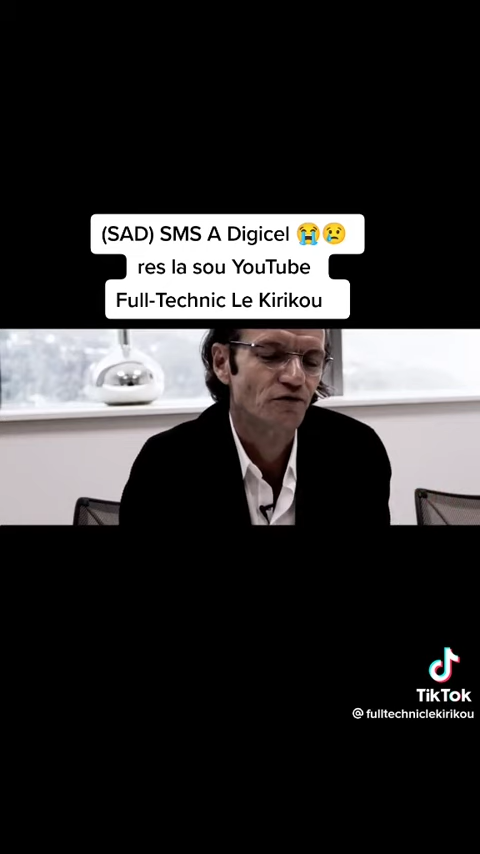 (SAD) SMS A Digicel 😭😢
res la sou YouTube
Full-Technic Le Kirikou
TikTok
@ fulltechniclekirikou